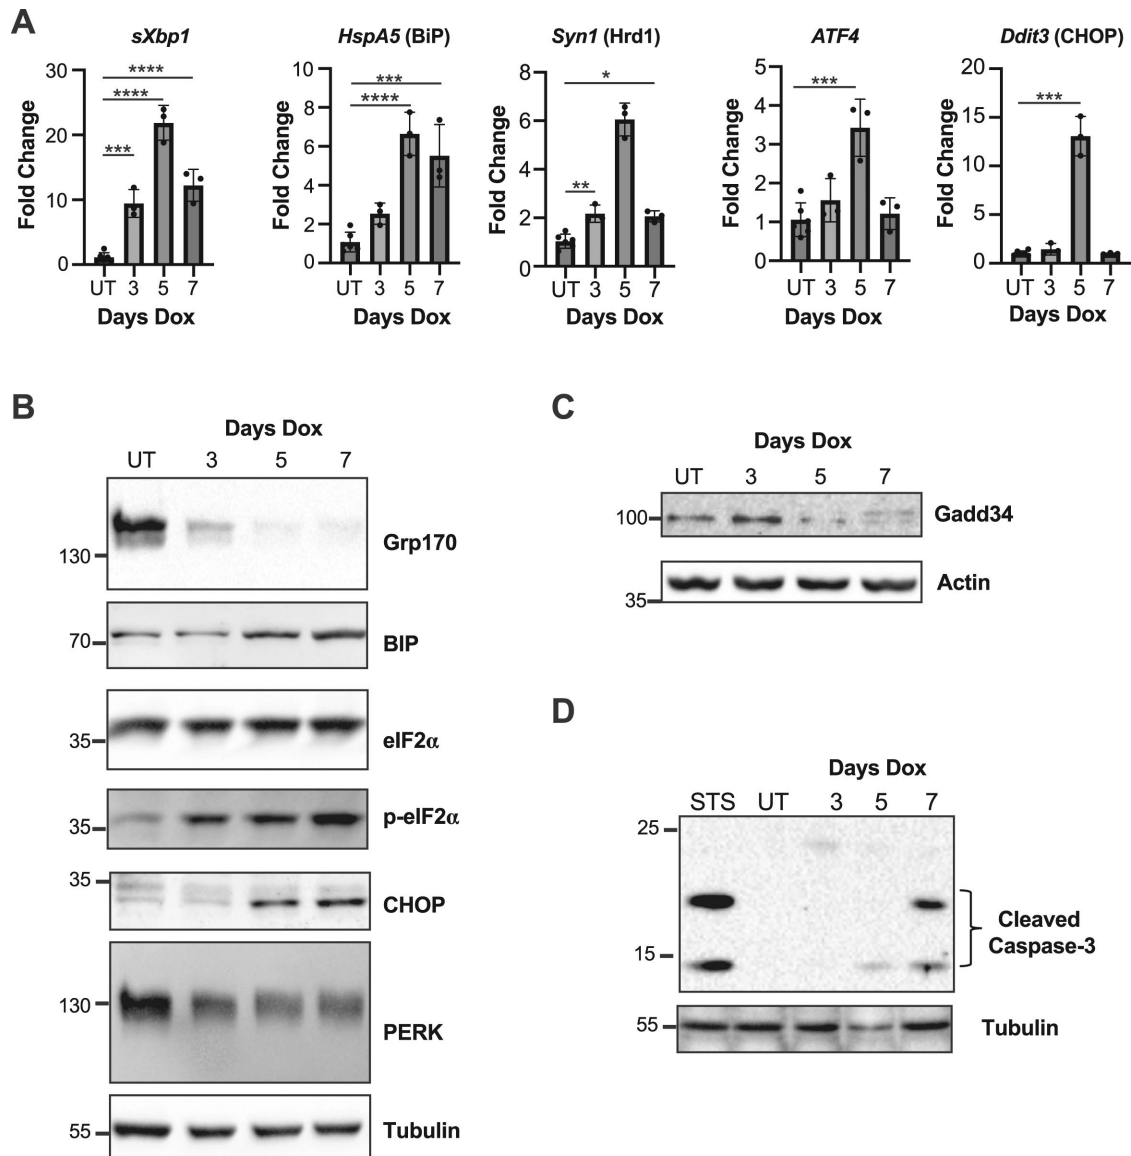 A
sXbp1
HspA5 (BiP)
Syn1 (Hrd1)
ATF4
Ddit3 (CHOP)
Fold Change
30
20
10
0
****
****
***
UT 3 5 7
Days Dox
Fold Change
10
8
6
4
2
0
***
****
UT 3 5 7
Days Dox
Fold Change
8
6
4
2
0
*
**
UT 3 5 7
Days Dox
Fold Change
5
4
3
2
1
0
***
UT 3 5 7
Days Dox
Fold Change
20
15
10
5
0
***
UT 3 5 7
Days Dox
B
Days Dox
UT 3 5 7
130
Grp170
70
BIP
35
eIF2α
35
p-eIF2α
35
CHOP
130
PERK
55
Tubulin
C
Days Dox
UT 3 5 7
100
Gadd34
35
Actin
D
Days Dox
STS UT 3 5 7
25
15
Cleaved
Caspase-3
55
Tubulin